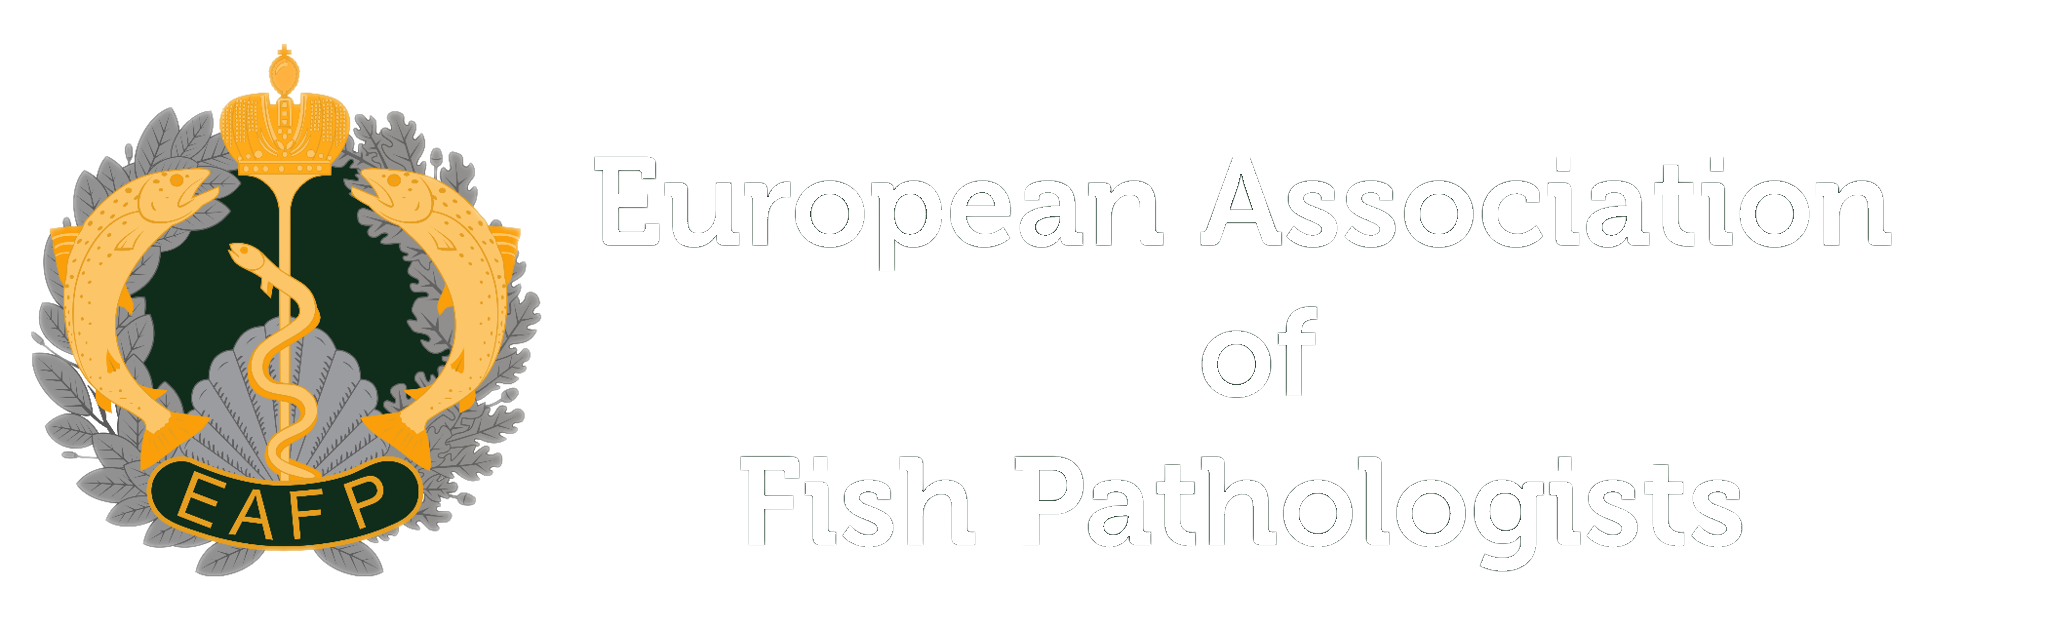 EAFP
European Association
of
Fish Pathologists